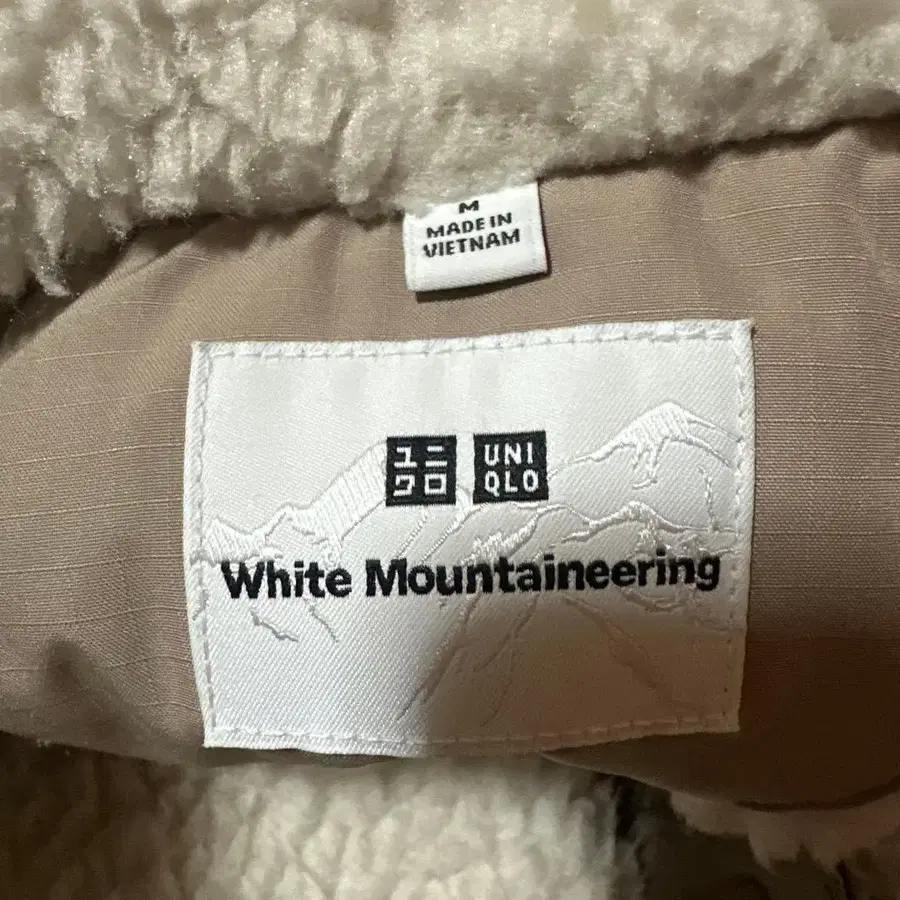 M
MADE IN
VIETNAM
ユニ UNI
クロ QLO
White Mountaineering